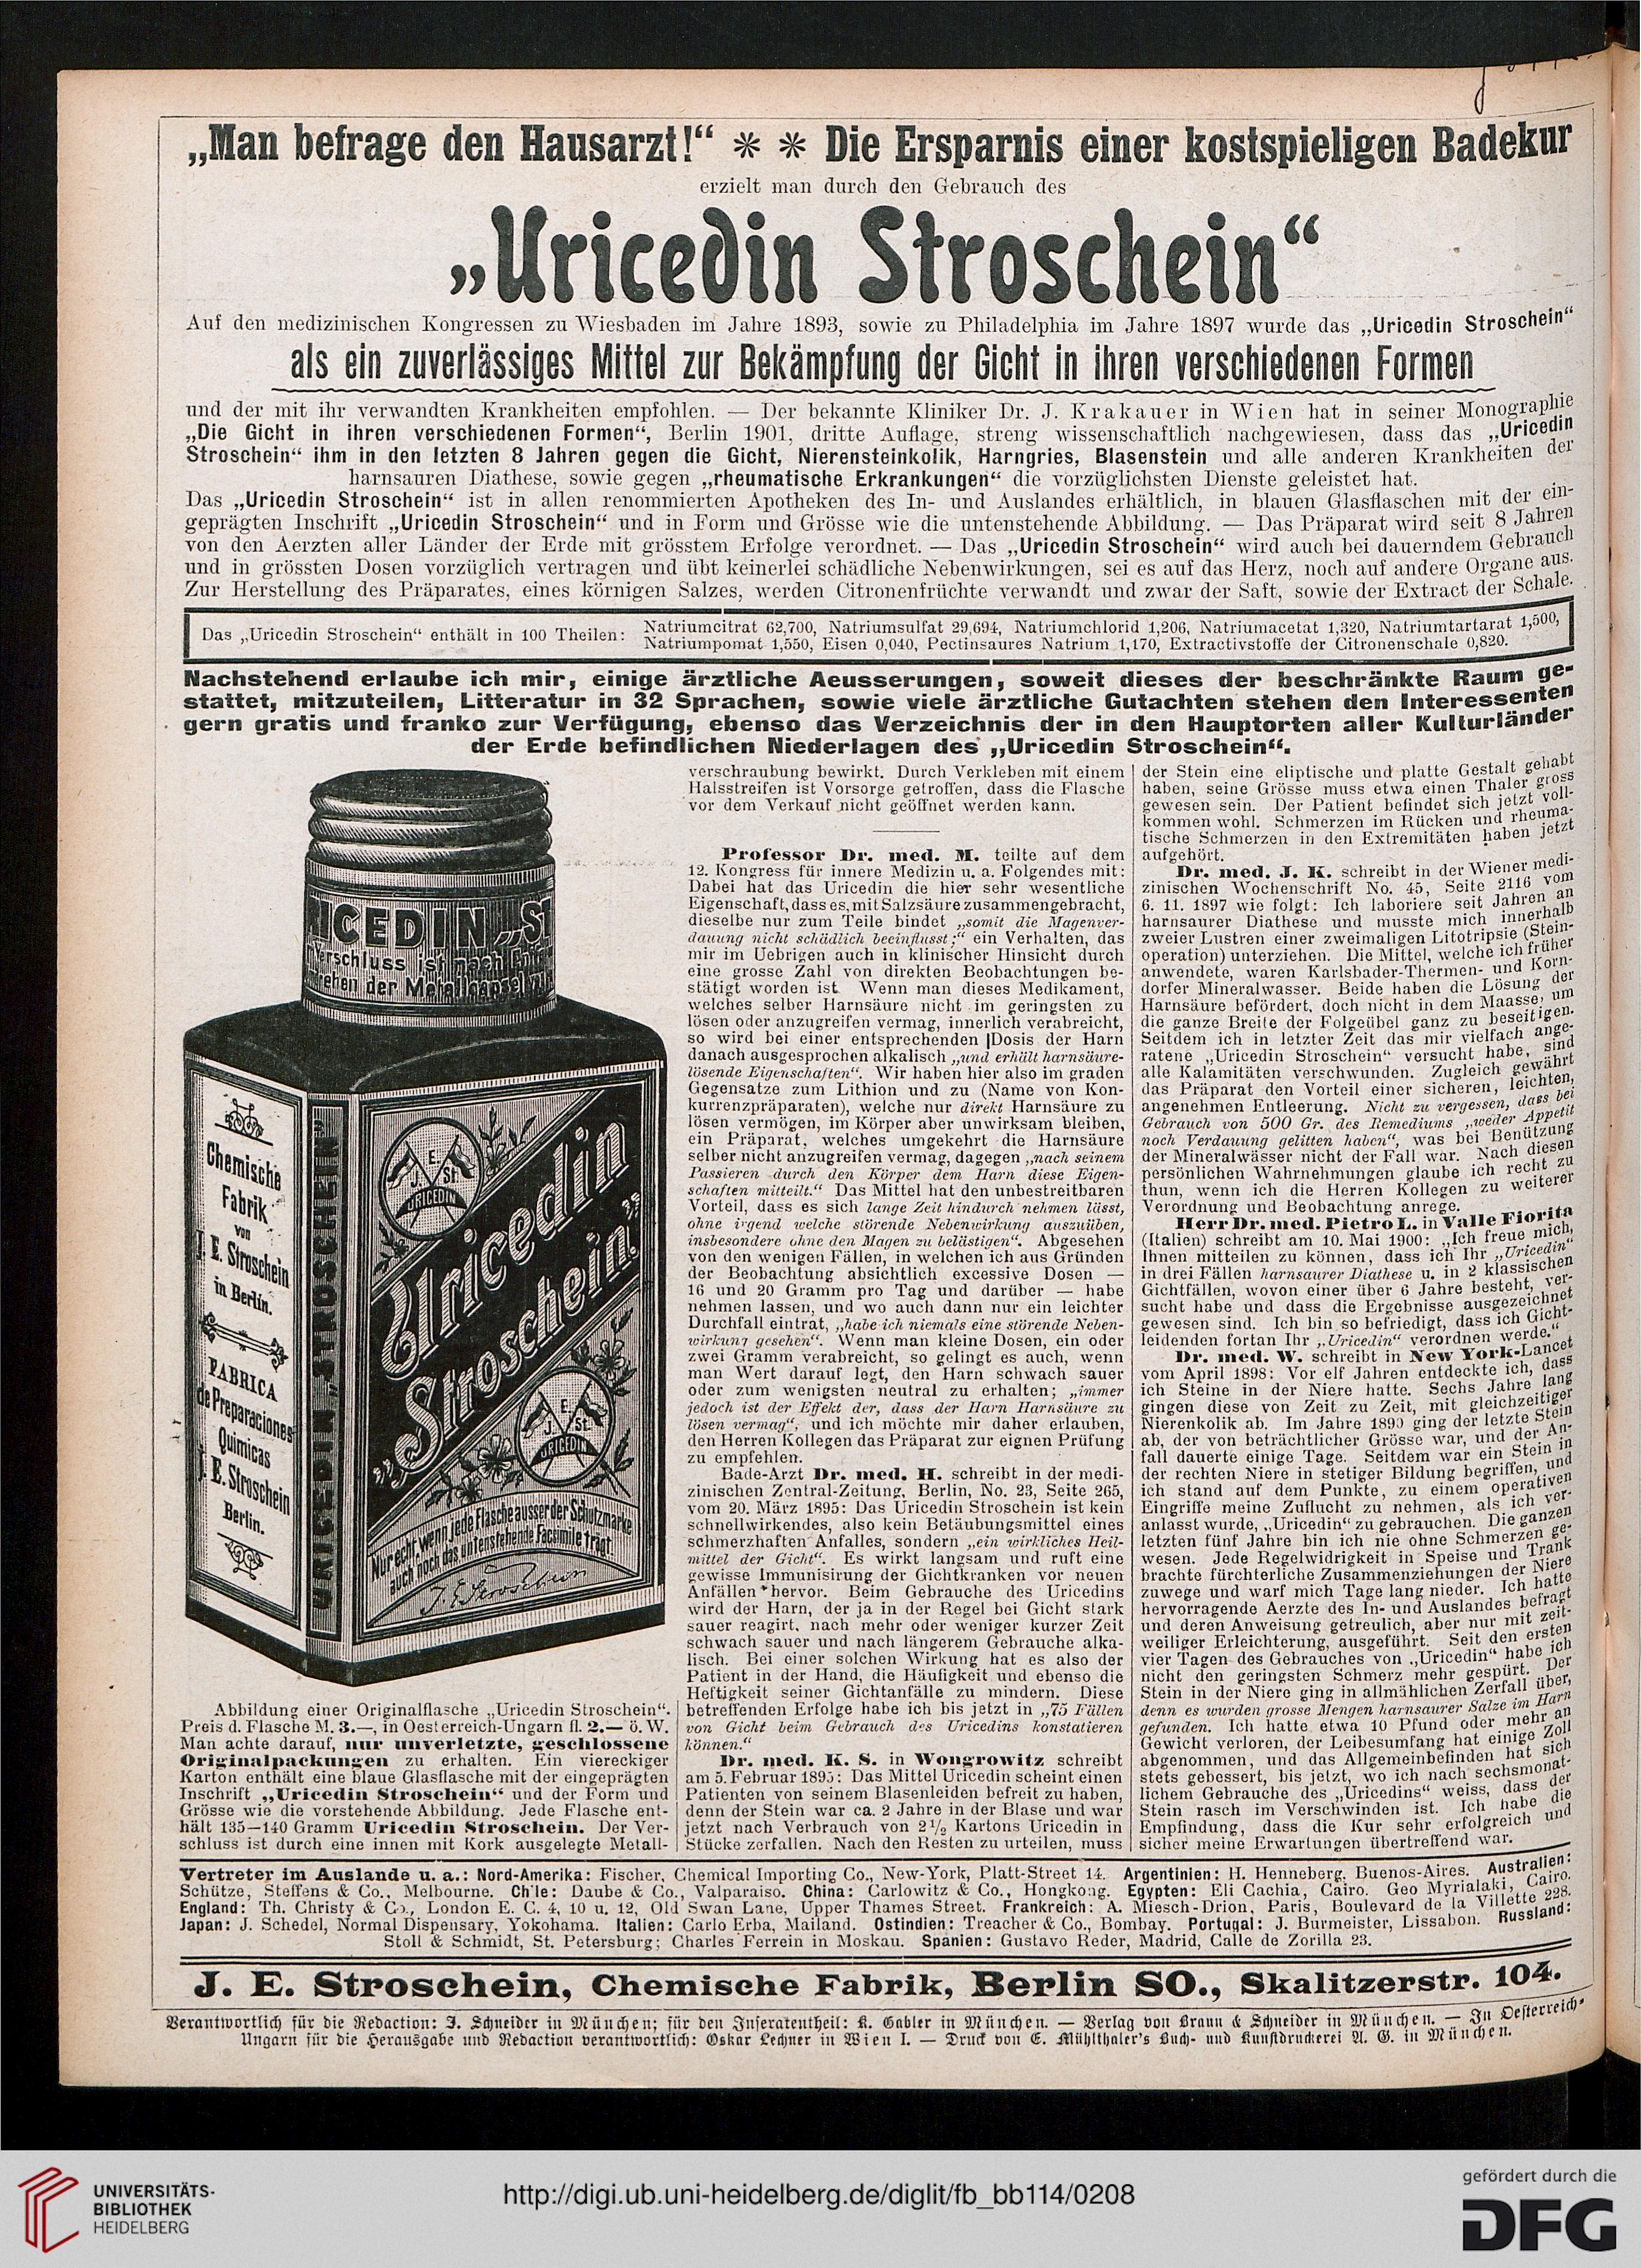 „Man befrage den Hausarzt!“ * * Die Ersparnis einer kostspieligen Badekur
erzielt man durch den Gebrauch des
„Uricedin Stroschein“
Auf den medizinischen Kongressen zu Wiesbaden im Jahre 1893, sowie zu Philadelphia im Jahre 1897 wurde das „Uricedin Stroschein“
als ein zuverlässiges Mittel zur Bekämpfung der Gicht in ihren verschiedenen Formen
und der mit ihr verwandten Krankheiten empfohlen. — Der bekannte Kliniker Dr. J. Krakauer in Wien hat in seiner Monographie
„Die Gicht in ihren verschiedenen Formen“, Berlin 1901, dritte Auflage, streng wissenschaftlich nachgewiesen, dass das „Uricedin
Stroschein“ ihm in den letzten 8 Jahren gegen die Gicht, Nierensteinkolik, Harngries, Blasenstein und alle anderen Krankheiten der
harnsauren Diathese, sowie gegen „rheumatische Erkrankungen“ die vorzüglichsten Dienste geleistet hat.
Das „Uricedin Stroschein“ ist in allen renommierten Apotheken des In- und Auslandes erhältlich, in blauen Glasflaschen mit der ein-
geprägten Inschrift „Uricedin Stroschein“ und in Form und Grösse wie die untenstehende Abbildung. — Das Präparat wird seit 8 Jahren
von den Aerzten aller Länder der Erde mit grösstem Erfolge verordnet. — Das „Uricedin Stroschein“ wird auch bei dauerndem Gebrauch
und in grössten Dosen vorzüglich vertragen und übt keinerlei schädliche Nebenwirkungen, sei es auf das Herz, noch auf andere Organe aus.
Zur Herstellung des Präparates, eines körnigen Salzes, werden Citronenfrüchte verwandt und zwar der Saft, sowie der Extract der Schale.
Das „Uricedin Stroschein“ enthält in 100 Theilen: Natriumcitrat 62,700, Natriumsulfat 29,694, Natriumchlorid 1,206, Natriumacetat 1,320, Natriumtartarat 1,500,
Natriumpomat 1,550, Eisen 0,040, Pectinsaures Natrium 1,170, Extractivstoffe der Citronenschale 0,820.
Nachstehend erlaube ich mir, einige ärztliche Aeusserungen, soweit dieses der beschränkte Raum ge-
stattet, mitzuteilen, Litteratur in 32 Sprachen, sowie viele ärztliche Gutachten stehen den Interessenten
gern gratis und franko zur Verfügung, ebenso das Verzeichnis der in den Hauptorten aller Kulturländer
der Erde befindlichen Niederlagen des „Uricedin Stroschein“.
RICEDIN „ST
Verschluss ist nach
der Metallcapsel
Chemische
Fabrik
von
J. E. Stroschein
in Berlin.
FABRICA
de Preparaciones
Quimicas
J. E. Stroschein
Berlin.
URICEDIN „STROSCHEIN“
E.
J. St.
URICEDIN
Uricedin
„Stroschein“
E.
J. St.
URICEDIN
Nur echt, wenn jede Flasche ausser der Schutzmarke
auch noch das untenstehende Facsimile trägt
J. E. Stroschein
Abbildung einer Originalflasche „Uricedin Stroschein“.
Preis d. Flasche M. 3.—, in Oesterreich-Ungarn fl. 2.— ö. W.
Man achte darauf, nur unverletzte, geschlossene
Originalpackungen zu erhalten. Ein viereckiger
Karton enthält eine blaue Glasflasche mit der eingeprägten
Inschrift „Uricedin Stroschein“ und der Form und
Grösse wie die vorstehende Abbildung. Jede Flasche ent-
hält 135—140 Gramm Uricedin Stroschein. Der Ver-
schluss ist durch eine innen mit Kork ausgelegte Metall-
verschraubung bewirkt. Durch Verkleben mit einem
Halsstreifen ist Vorsorge getroffen, dass die Flasche
vor dem Verkauf nicht geöffnet werden kann.
Professor Dr. med. M. teilte auf dem
12. Kongress für innere Medizin u. a. Folgendes mit:
Dabei hat das Uricedin die hier sehr wesentliche
Eigenschaft, dass es, mit Salzsäure zusammengebracht,
dieselbe nur zum Teile bindet „somit die Magenver-
dauung nicht schädlich beeinflusst;“ ein Verhalten, das
mir im Uebrigen auch in klinischer Hinsicht durch
eine grosse Zahl von direkten Beobachtungen be-
stätigt worden ist. Wenn man dieses Medikament,
welches selber Harnsäure nicht im geringsten zu
lösen oder anzugreifen vermag, innerlich verabreicht,
so wird bei einer entsprechenden Dosis der Harn
danach ausgesprochen alkalisch „und erhält harnsäure-
lösende Eigenschaften“. Wir haben hier also im graden
Gegensatze zum Lithion und zu (Name von Kon-
kurrenzpräparaten), welche nur direkt Harnsäure zu
lösen vermögen, im Körper aber unwirksam bleiben,
ein Präparat, welches umgekehrt die Harnsäure
selber nicht anzugreifen vermag, dagegen „nach seinem
Passieren durch den Körper dem Harn diese Eigen-
schaften mitteilt.“ Das Mittel hat den unbestreitbaren
Vorteil, dass es sich lange Zeit hindurch nehmen lässt,
ohne irgend welche störende Nebenwirkung auszuüben,
insbesondere ohne den Magen zu belästigen“. Abgesehen
von den wenigen Fällen, in welchen ich aus Gründen
der Beobachtung absichtlich excessive Dosen —
16 und 20 Gramm pro Tag und darüber — habe
nehmen lassen, und wo auch dann nur ein leichter
Durchfall eintrat, „habe ich niemals eine störende Neben-
wirkung gesehen“. Wenn man kleine Dosen, ein oder
zwei Gramm verabreicht, so gelingt es auch, wenn
man Wert darauf legt, den Harn schwach sauer
oder zum wenigsten neutral zu erhalten; „immer
jedoch ist der Effekt der, dass der Harn Harnsäure zu
lösen vermag“, und ich möchte mir daher erlauben,
den Herren Kollegen das Präparat zur eignen Prüfung
zu empfehlen.
Bade-Arzt Dr. med. H. schreibt in der medi-
zinischen Zentral-Zeitung, Berlin, No. 23, Seite 265,
vom 20. März 1895: Das Uricedin Stroschein ist kein
schnellwirkendes, also kein Betäubungsmittel eines
schmerzhaften Anfalles, sondern „ein wirkliches Heil-
mittel der Gicht“. Es wirkt langsam und ruft eine
gewisse Immunisirung der Gichtkranken vor neuen
Anfällen hervor. Beim Gebrauche des Uricedins
wird der Harn, der ja in der Regel bei Gicht stark
sauer reagirt, nach mehr oder weniger kurzer Zeit
schwach sauer und nach längerem Gebrauche alka-
lisch. Bei einer solchen Wirkung hat es also der
Patient in der Hand, die Häufigkeit und ebenso die
Heftigkeit seiner Gichtanfälle zu mindern. Diese
betreffenden Erfolge habe ich bis jetzt in „75 Fällen
von Gicht beim Gebrauch des Uricedins konstatieren
können.“
Dr. med. K. S. in Wongrowitz schreibt
am 5. Februar 1895: Das Mittel Uricedin scheint einen
Patienten von seinem Blasenleiden befreit zu haben,
denn der Stein war ca. 2 Jahre in der Blase und war
jetzt nach Verbrauch von 2½ Kartons Uricedin in
Stücke zerfallen. Nach den Resten zu urteilen, muss
der Stein eine eliptische und platte Gestalt gehabt
haben, seine Grösse muss etwa einen Thaler gross
gewesen sein. Der Patient befindet sich jetzt voll-
kommen wohl. Schmerzen im Rücken und rheuma-
tische Schmerzen in den Extremitäten haben jetzt
aufgehört.
Dr. med. J. K. schreibt in der Wiener medi-
zinischen Wochenschrift No. 45, Seite 2116 vom
6. 11. 1897 wie folgt: Ich laboriere seit Jahren an
harnsaurer Diathese und musste mich innerhalb
zweier Lustren einer zweimaligen Litotripsie (Stein-
operation) unterziehen. Die Mittel, welche ich früher
anwendete, waren Karlsbader-Thermen- und Korn-
dorfer Mineralwasser. Beide haben die Lösung der
Harnsäure befördert, doch nicht in dem Maasse, um
die ganze Breite der Folgeübel ganz zu beseitigen.
Seitdem ich in letzter Zeit das mir vielfach ange-
ratene „Uricedin Stroschein“ versucht habe, sind
alle Kalamitäten verschwunden. Zugleich gewährt
das Präparat den Vorteil einer sicheren, leichten,
angenehmen Entleerung. Nicht zu vergessen, dass bei
Gebrauch von 500 Gr. des Remediums „weder Appetit
noch Verdauung gelitten haben“, was bei Benützung
der Mineralwässer nicht der Fall war. Nach diesen
persönlichen Wahrnehmungen glaube ich recht zu
thun, wenn ich die Herren Kollegen zu weiterer
Verordnung und Beobachtung anrege.
Herr Dr. med. Pietro L. in Valle Fiorita
(Italien) schreibt am 10. Mai 1900: „Ich freue mich,
Ihnen mitteilen zu können, dass ich Ihr „Uricedin“
in drei Fällen harnsaurer Diathese u. in 2 klassischen
Gichtfällen, wovon einer über 6 Jahre besteht, ver-
sucht habe und dass die Ergebnisse ausgezeichnet
gewesen sind. Ich bin so befriedigt, dass ich Gicht-
leidenden fortan Ihr „Uricedin“ verordnen werde.“
Dr. med. W. schreibt in New York-Lancet
vom April 1898: Vor elf Jahren entdeckte ich, dass
ich Steine in der Niere hatte. Sechs Jahre lang
gingen diese von Zeit zu Zeit, mit gleichzeitiger
Nierenkolik ab. Im Jahre 1890 ging der letzte Stein
ab, der von beträchtlicher Grösse war, und der An-
fall dauerte einige Tage. Seitdem war ein Stein in
der rechten Niere in stetiger Bildung begriffen, und
ich stand auf dem Punkte, zu einem operativen
Eingriffe meine Zuflucht zu nehmen, als ich ver-
anlasst wurde, „Uricedin“ zu gebrauchen. Die ganzen
letzten fünf Jahre bin ich nie ohne Schmerzen ge-
wesen. Jede Regelwidrigkeit in Speise und Trank
brachte fürchterliche Zusammenziehungen der Niere
zuwege und warf mich Tage lang nieder. Ich hatte
hervorragende Aerzte des In- und Auslandes befragt
und deren Anweisung getreulich, aber nur mit zeit-
weiliger Erleichterung, ausgeführt. Seit den ersten
vier Tagen des Gebrauches von „Uricedin“ habe ich
nicht den geringsten Schmerz mehr gespürt. Der
Stein in der Niere ging in allmählichen Zerfall über,
denn es wurden grosse Mengen harnsaurer Salze im Harn
gefunden. Ich hatte etwa 10 Pfund oder mehr an
Gewicht verloren, der Leibesumfang hat einige Zoll
abgenommen, und das Allgemeinbefinden hat sich
stets gebessert, bis jetzt, wo ich nach sechsmonat-
lichem Gebrauche des „Uricedins“ weiss, dass der
Stein rasch im Verschwinden ist. Ich habe die
Empfindung, dass die Kur sehr erfolgreich und
sicher meine Erwartungen übertreffend war.
Vertreter im Auslande u. a.: Nord-Amerika: Fischer, Chemical Importing Co., New-York, Platt-Street 14. Argentinien: H. Henneberg, Buenos-Aires. Australien:
Schütze, Steffens & Co., Melbourne. Chile: Daube & Co., Valparaiso. China: Carlowitz & Co., Hongkong. Egypten: Eli Cachia, Cairo. Geo Myrialaki, Cairo.
England: Th. Christy & Co., London E. C. 4, 10 u. 12, Old Swan Lane, Upper Thames Street. Frankreich: A. Miesch-Drion, Paris, Boulevard de la Villette 228.
Japan: J. Schedel, Normal Dispensary, Yokohama. Italien: Carlo Erba, Mailand. Ostindien: Treacher & Co., Bombay. Portugal: J. Burmeister, Lissabon. Russland:
Stoll & Schmidt, St. Petersburg; Charles Ferrein in Moskau. Spanien: Gustavo Reder, Madrid, Calle de Zorilla 23.
J. E. Stroschein, Chemische Fabrik, Berlin SO., Skalitzerstr. 104.
Verantwortlich für die Redaction: J. Schneider in München; für den Inseratentheil: K. Gabler in München. — Verlag von Braun & Schneider in München. — In Oesterreich-
Ungarn für die Herausgabe und Redaction verantwortlich: Oskar Lechner in Wien I. — Druck von E. Mühlthaler's Buch- und Kunstdruckerei A. G. in München.
UNIVERSITÄTS-
BIBLIOTHEK
HEIDELBERG
http://digi.ub.uni-heidelberg.de/diglit/fb_bb114/0208
gefördert durch die
DFG